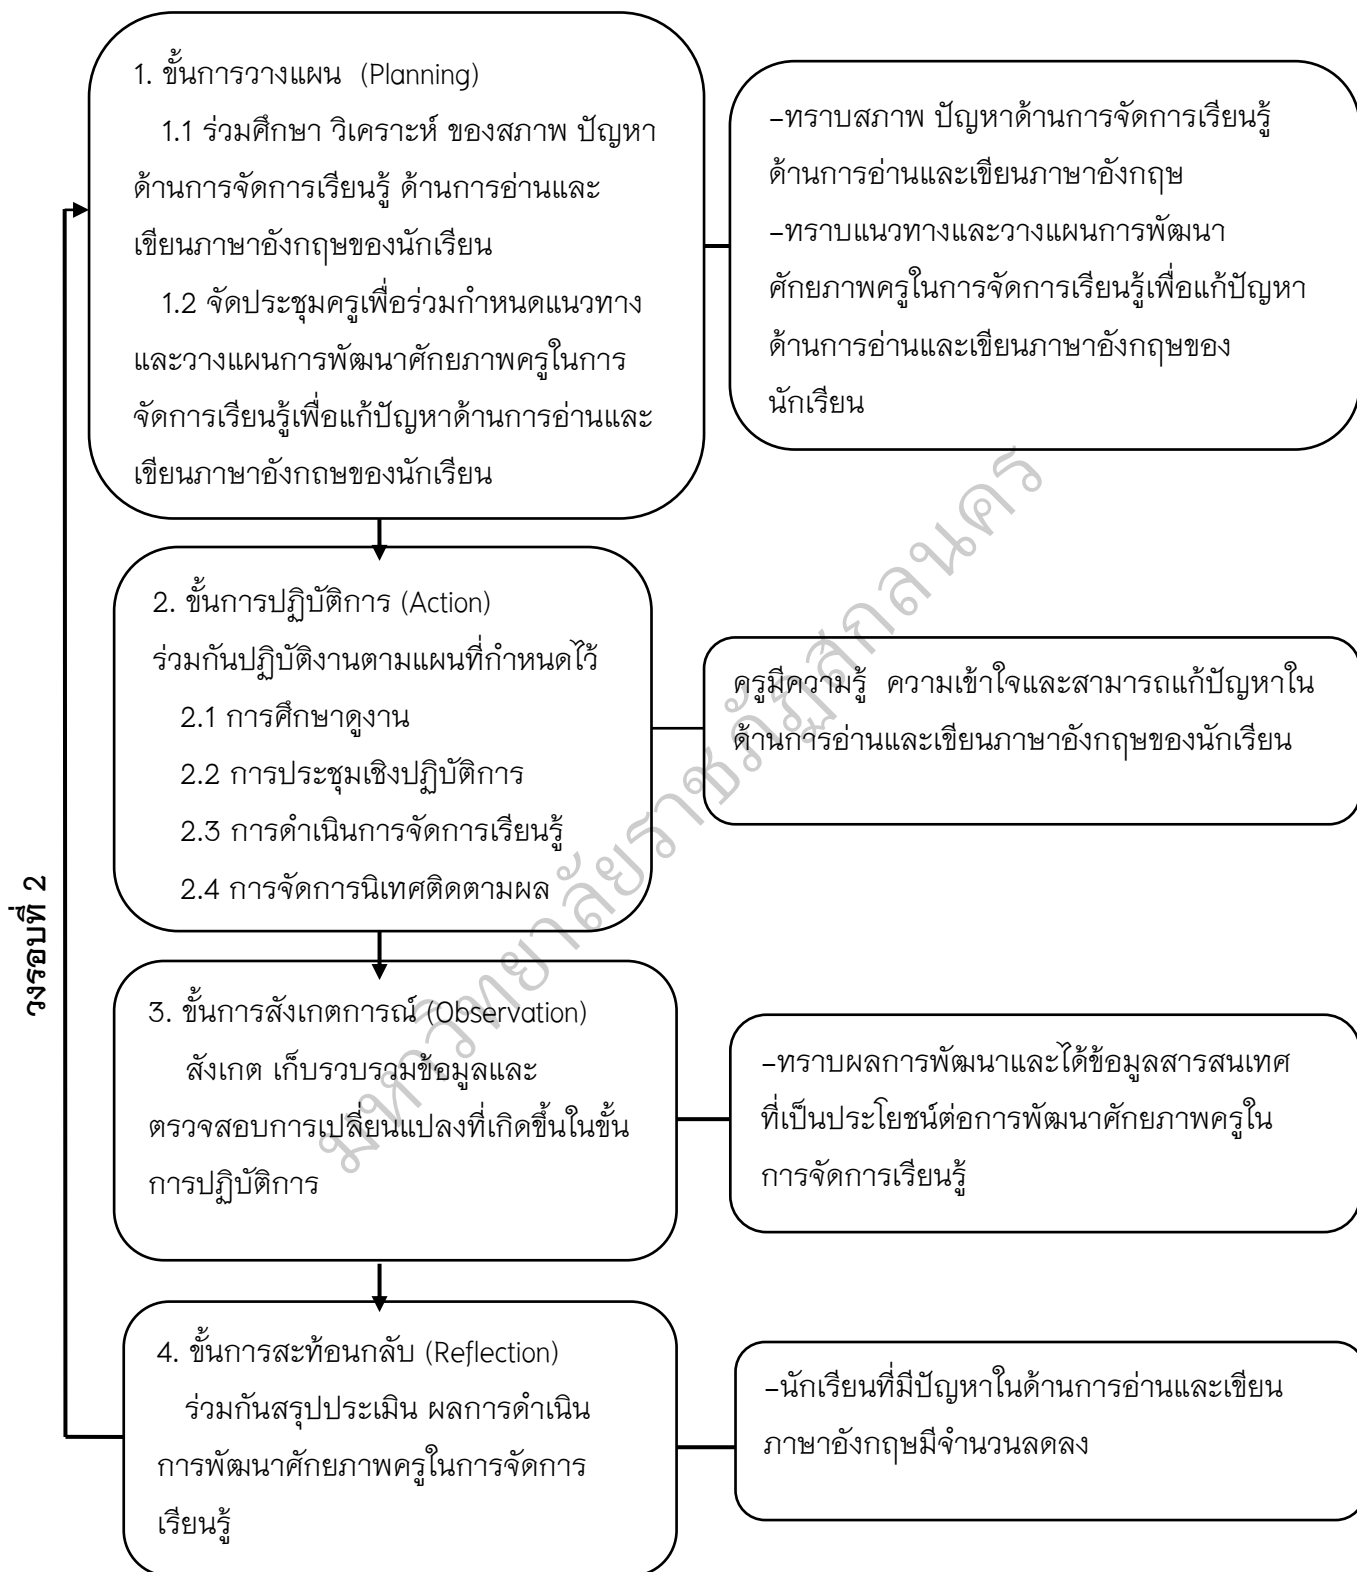 1. ขั้นการวางแผน (Planning)
1.1 ร่วมศึกษา วิเคราะห์ ของสภาพ ปัญหา
ด้านการจัดการเรียนรู้ ด้านการอ่านและ
เขียนภาษาอังกฤษของนักเรียน
1.2 จัดประชุมครูเพื่อร่วมกำหนดแนวทาง
และวางแผนการพัฒนาศักยภาพครูในการ
จัดการเรียนรู้เพื่อแก้ปัญหาด้านการอ่านและ
เขียนภาษาอังกฤษของนักเรียน
-ทราบสภาพ ปัญหาด้านการจัดการเรียนรู้
ด้านการอ่านและเขียนภาษาอังกฤษ
-ทราบแนวทางและวางแผนการพัฒนา
ศักยภาพครูในการจัดการเรียนรู้เพื่อแก้ปัญหา
ด้านการอ่านและเขียนภาษาอังกฤษของ
นักเรียน
2. ขั้นการปฏิบัติการ (Action)
ร่วมกันปฏิบัติงานตามแผนที่กำหนดไว้
2.1 การศึกษาดูงาน
2.2 การประชุมเชิงปฏิบัติการ
2.3 การดำเนินการจัดการเรียนรู้
2.4 การจัดการนิเทศติดตามผล
ครูมีความรู้ ความเข้าใจและสามารถแก้ปัญหาใน
ด้านการอ่านและเขียนภาษาอังกฤษของนักเรียน
วงรอบที่ 2
3. ขั้นการสังเกตการณ์ (Observation)
สังเกต เก็บรวบรวมข้อมูลและ
ตรวจสอบการเปลี่ยนแปลงที่เกิดขึ้นในขั้น
การปฏิบัติการ
-ทราบผลการพัฒนาและได้ข้อมูลสารสนเทศ
ที่เป็นประโยชน์ต่อการพัฒนาศักยภาพครูใน
การจัดการเรียนรู้
4. ขั้นการสะท้อนกลับ (Reflection)
ร่วมกันสรุปประเมิน ผลการดำเนิน
การพัฒนาศักยภาพครูในการจัดการ
เรียนรู้
-นักเรียนที่มีปัญหาในด้านการอ่านและเขียน
ภาษาอังกฤษมีจำนวนลดลง
มหาวิทยาลัยราชภัฏสกลนคร